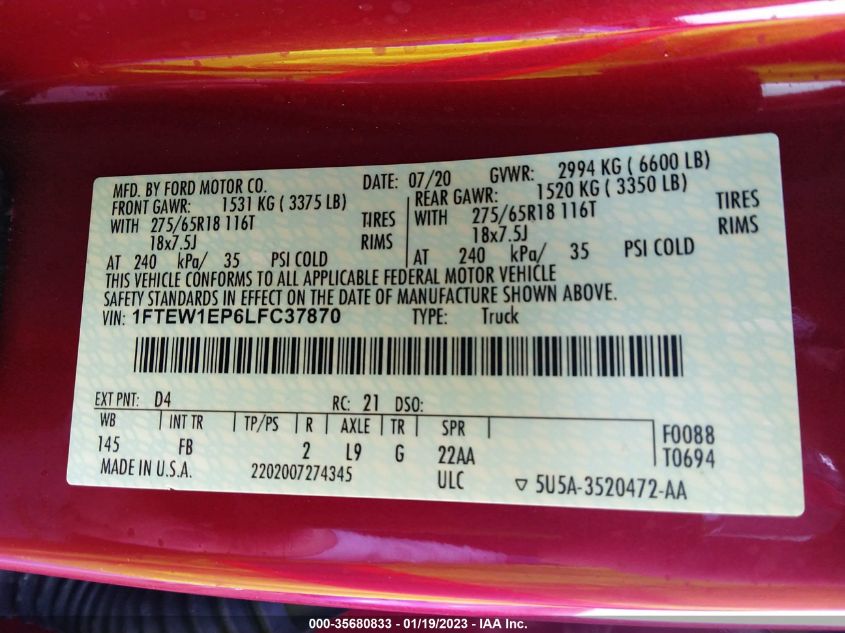 MFD. BY FORD MOTOR CO. DATE: 07/20 GVWR: 2994 KG ( 6600 LB)
FRONT GAWR: 1531 KG ( 3375 LB) REAR GAWR: 1520 KG ( 3350 LB)
WITH 275/65R18 116T TIRES WITH 275/65R18 116T TIRES
18x7.5J RIMS 18x7.5J RIMS
AT 240 kPa/ 35 PSI COLD AT 240 kPa/ 35 PSI COLD
THIS VEHICLE CONFORMS TO ALL APPLICABLE FEDERAL MOTOR VEHICLE
SAFETY STANDARDS IN EFFECT ON THE DATE OF MANUFACTURE SHOWN ABOVE.
VIN: 1FTEW1EP6LFC37870 TYPE: Truck
EXT PNT: D4 RC: 21 DSO:
WB INT TR TP/PS R AXLE TR SPR F0088
145 FB 2 L9 G 22AA T0694
MADE IN U.S.A. 2202007274345 ULC ▽ 5U5A-3520472-AA
000-35680833 - 01/19/2023 - IAA Inc.